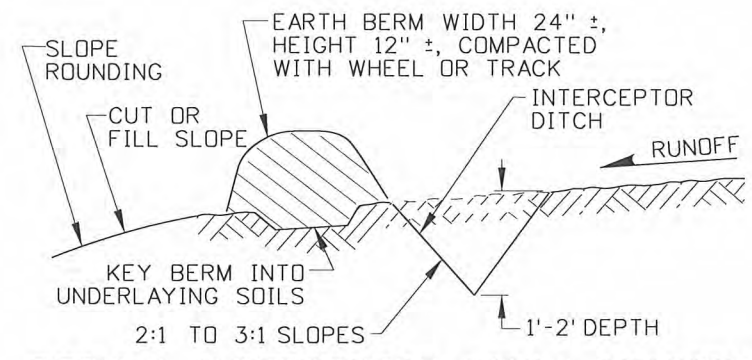 EARTH BERM WIDTH 24" ±,
HEIGHT 12" ±, COMPACTED
WITH WHEEL OR TRACK
SLOPE
ROUNDING
INTERCEPTOR
DITCH
CUT OR
FILL SLOPE
RUNOFF
KEY BERM INTO
UNDERLAYING SOILS
2:1 TO 3:1 SLOPES
1'-2' DEPTH